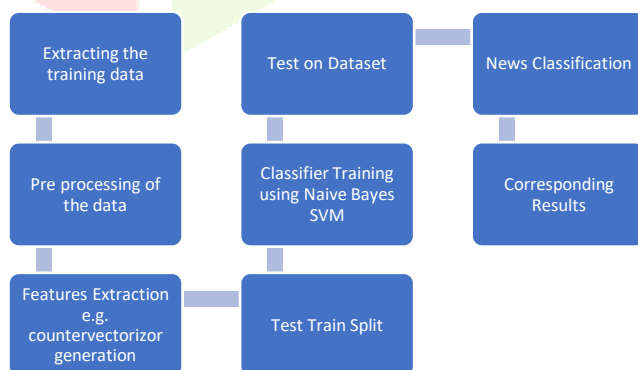 Extracting the
training data
Pre processing of
the data
Features Extraction
e.g.
countervectorizor
generation
Test Train Split
Classifier Training
using Naive Bayes
SVM
Test on Dataset
News Classification
Corresponding
Results